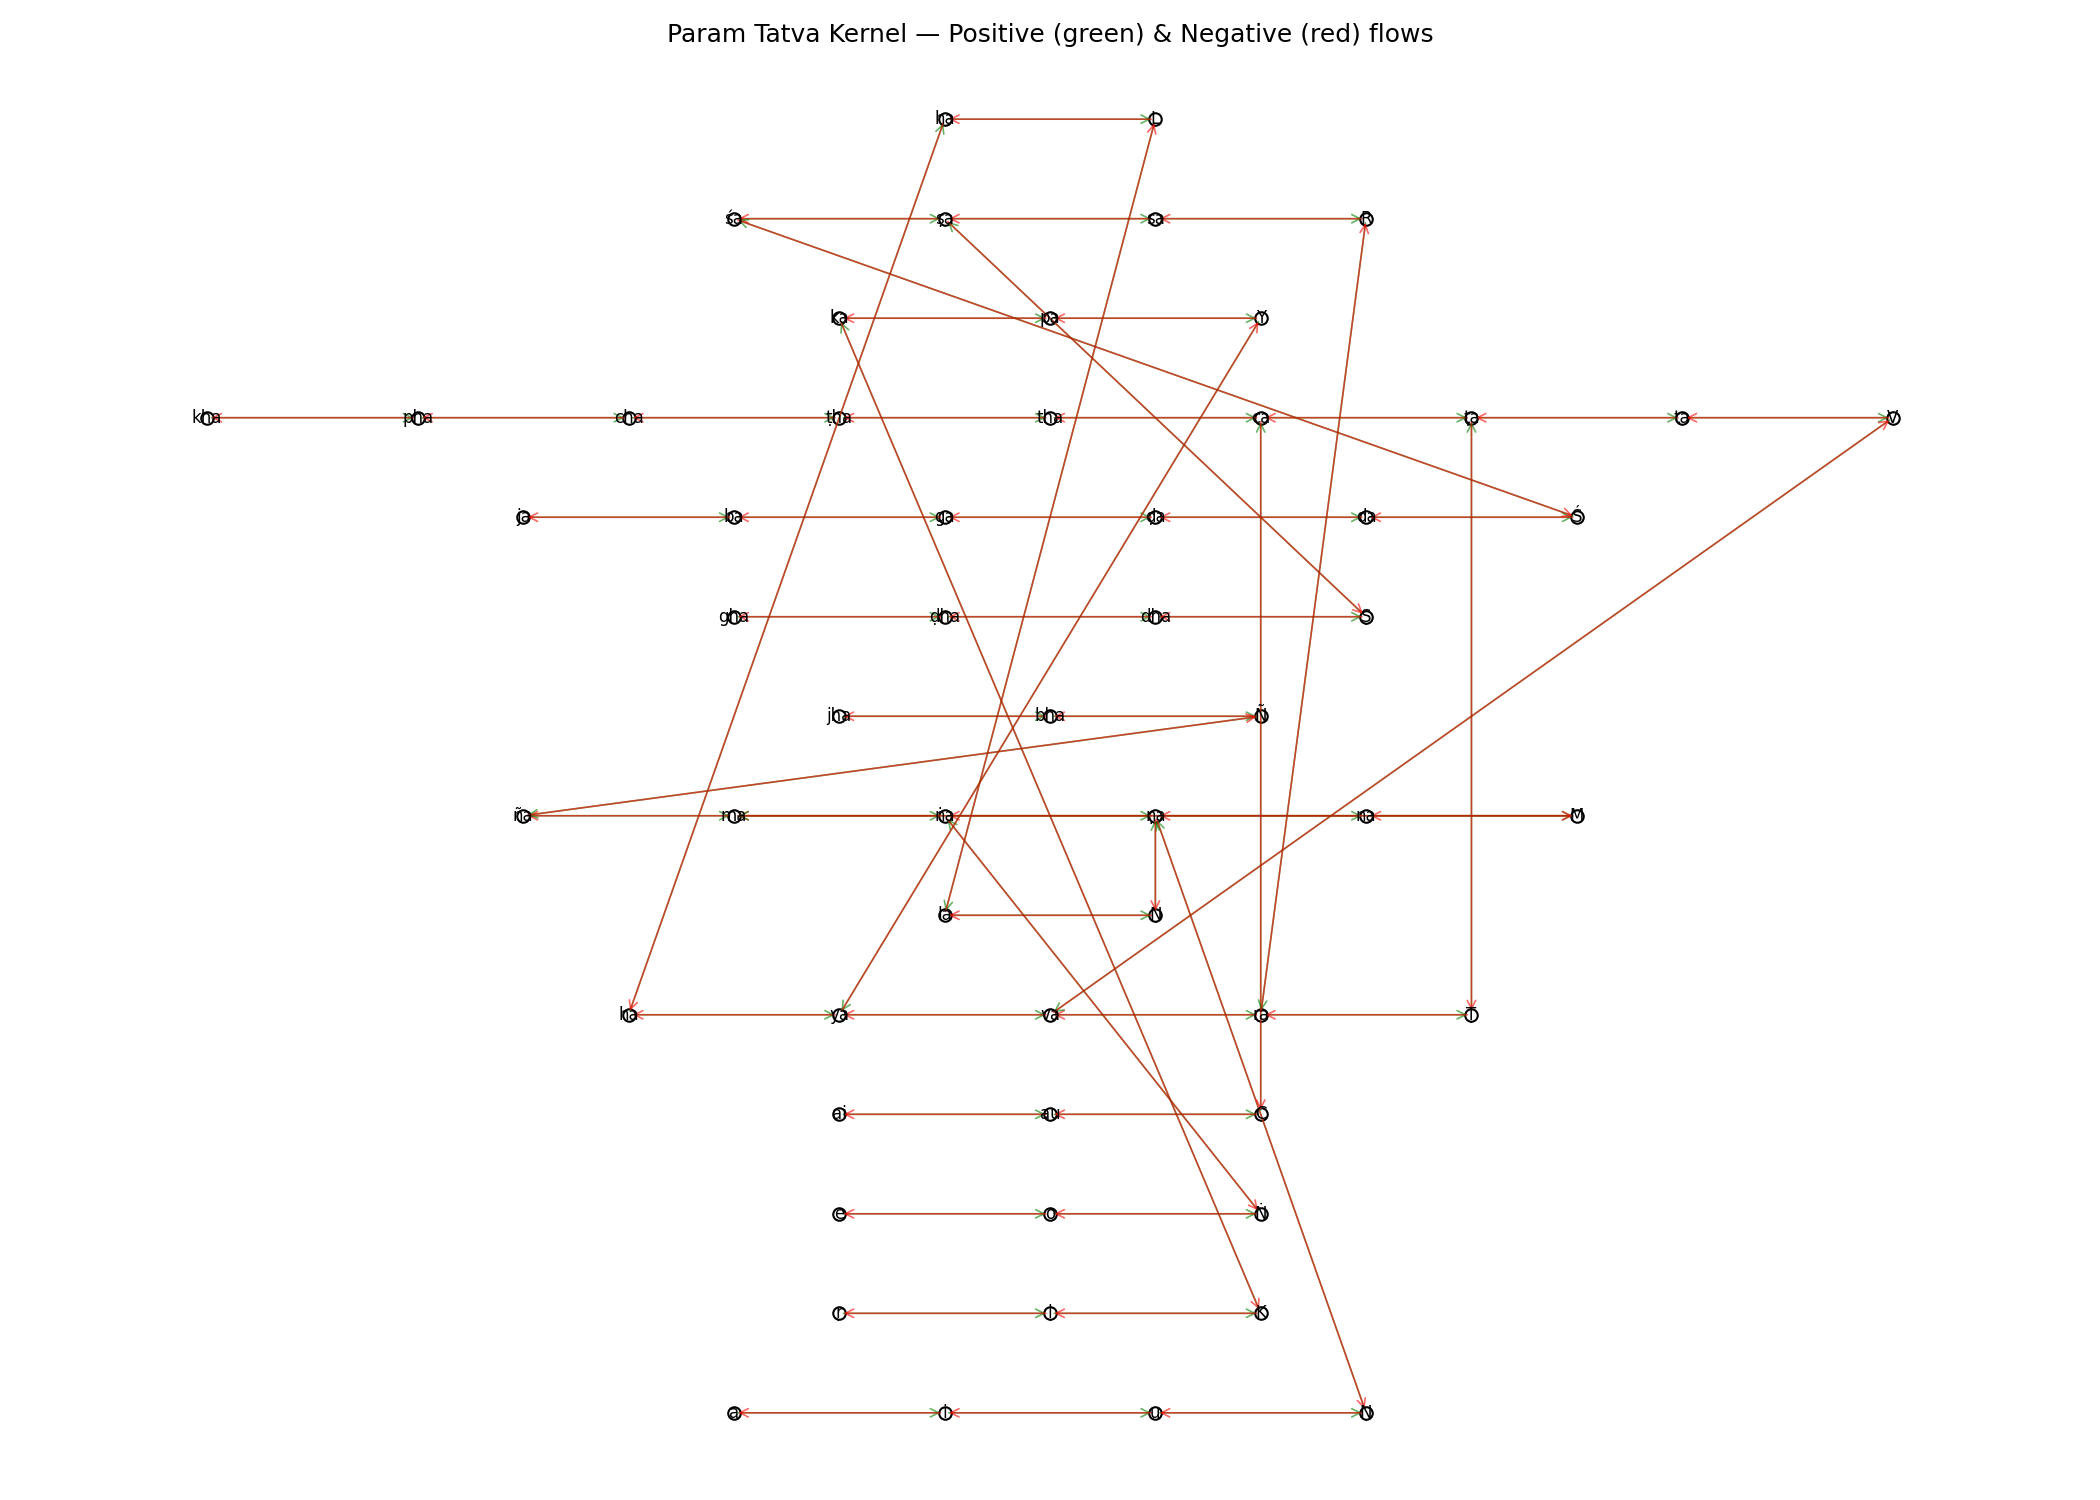 Param Tatva Kernel — Positive (green) & Negative (red) flows
ha L
śa ṣa sa R
ka pa Y
kha pha cha ṭha tha ca ṭa ta V
ja ba ga ḍa da Ś
gha ḍha dha
jha bha Ñ
ña ma ṅa ṇa na M
la
ha ya va ra Ṭ
ai au C
e o Ṅ
K
a i u